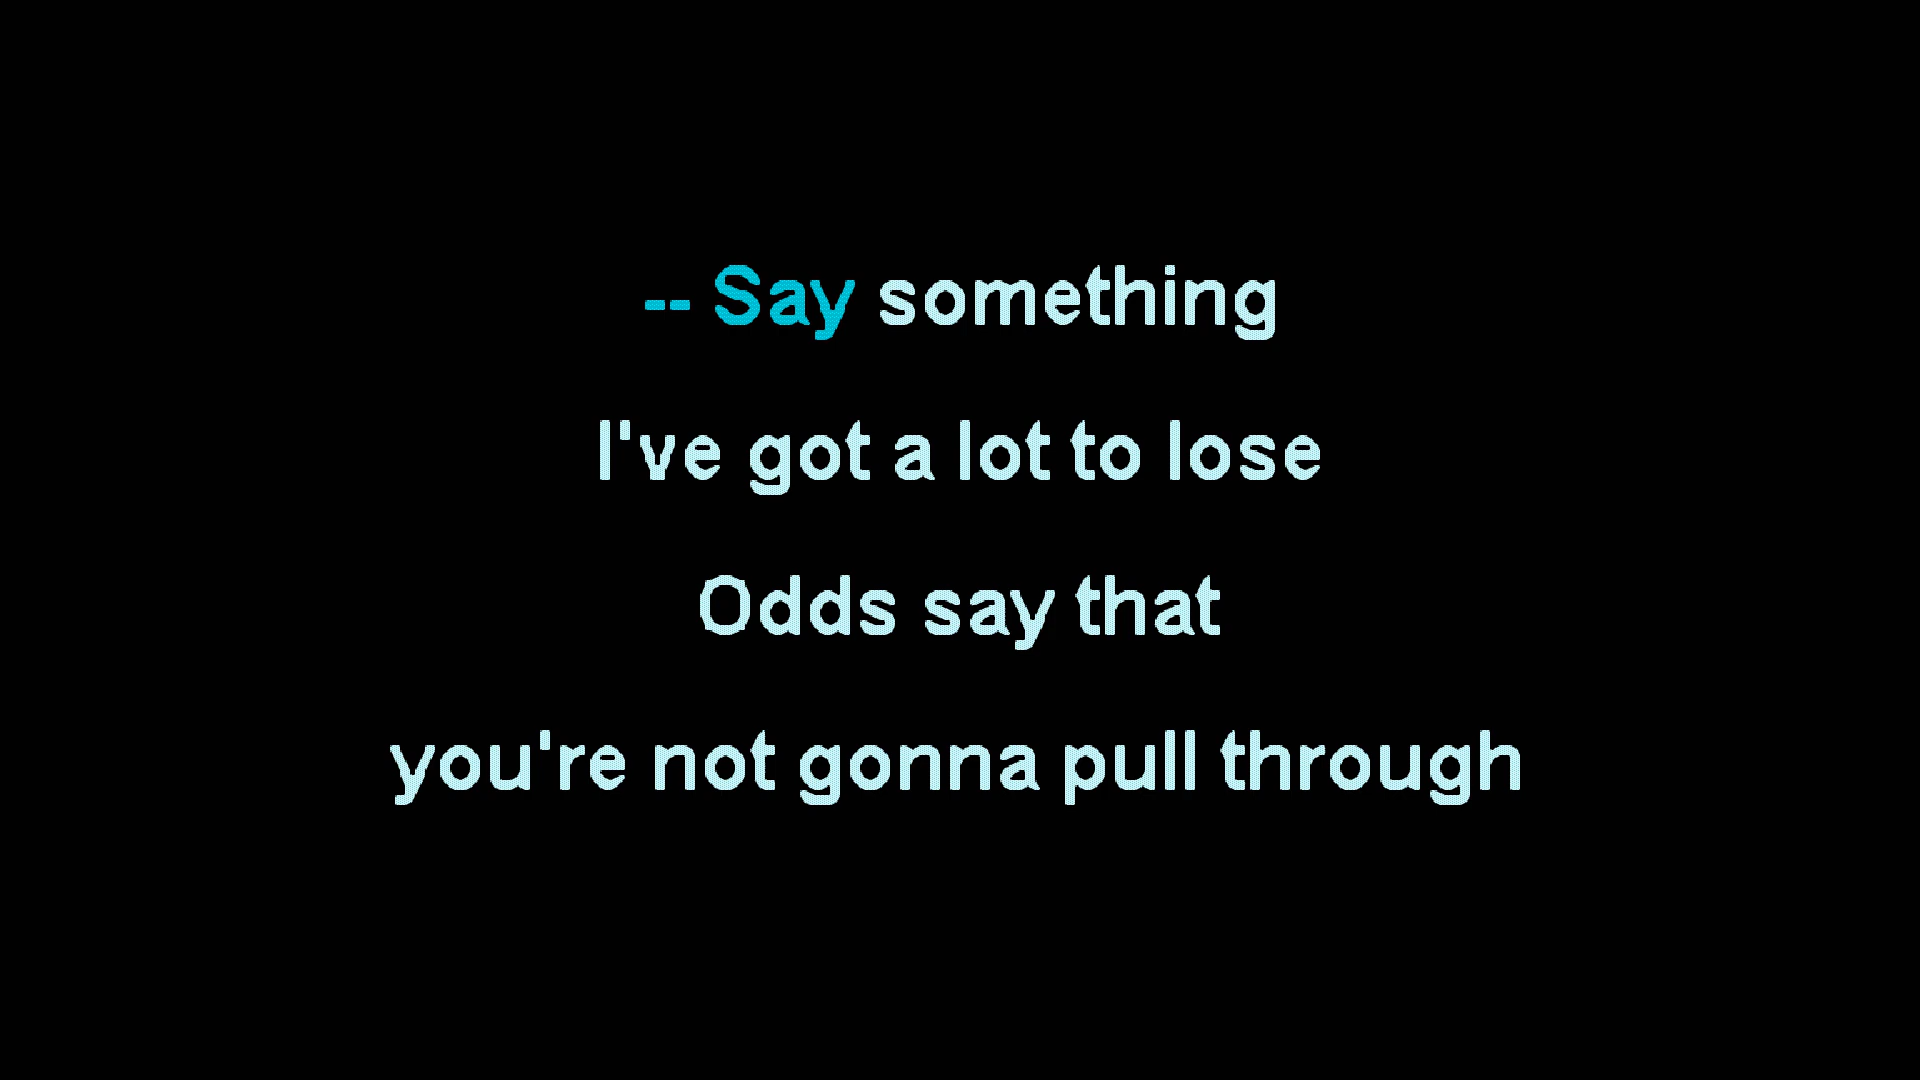 -- Say something
I've got a lot to lose
Odds say that
you're not gonna pull through